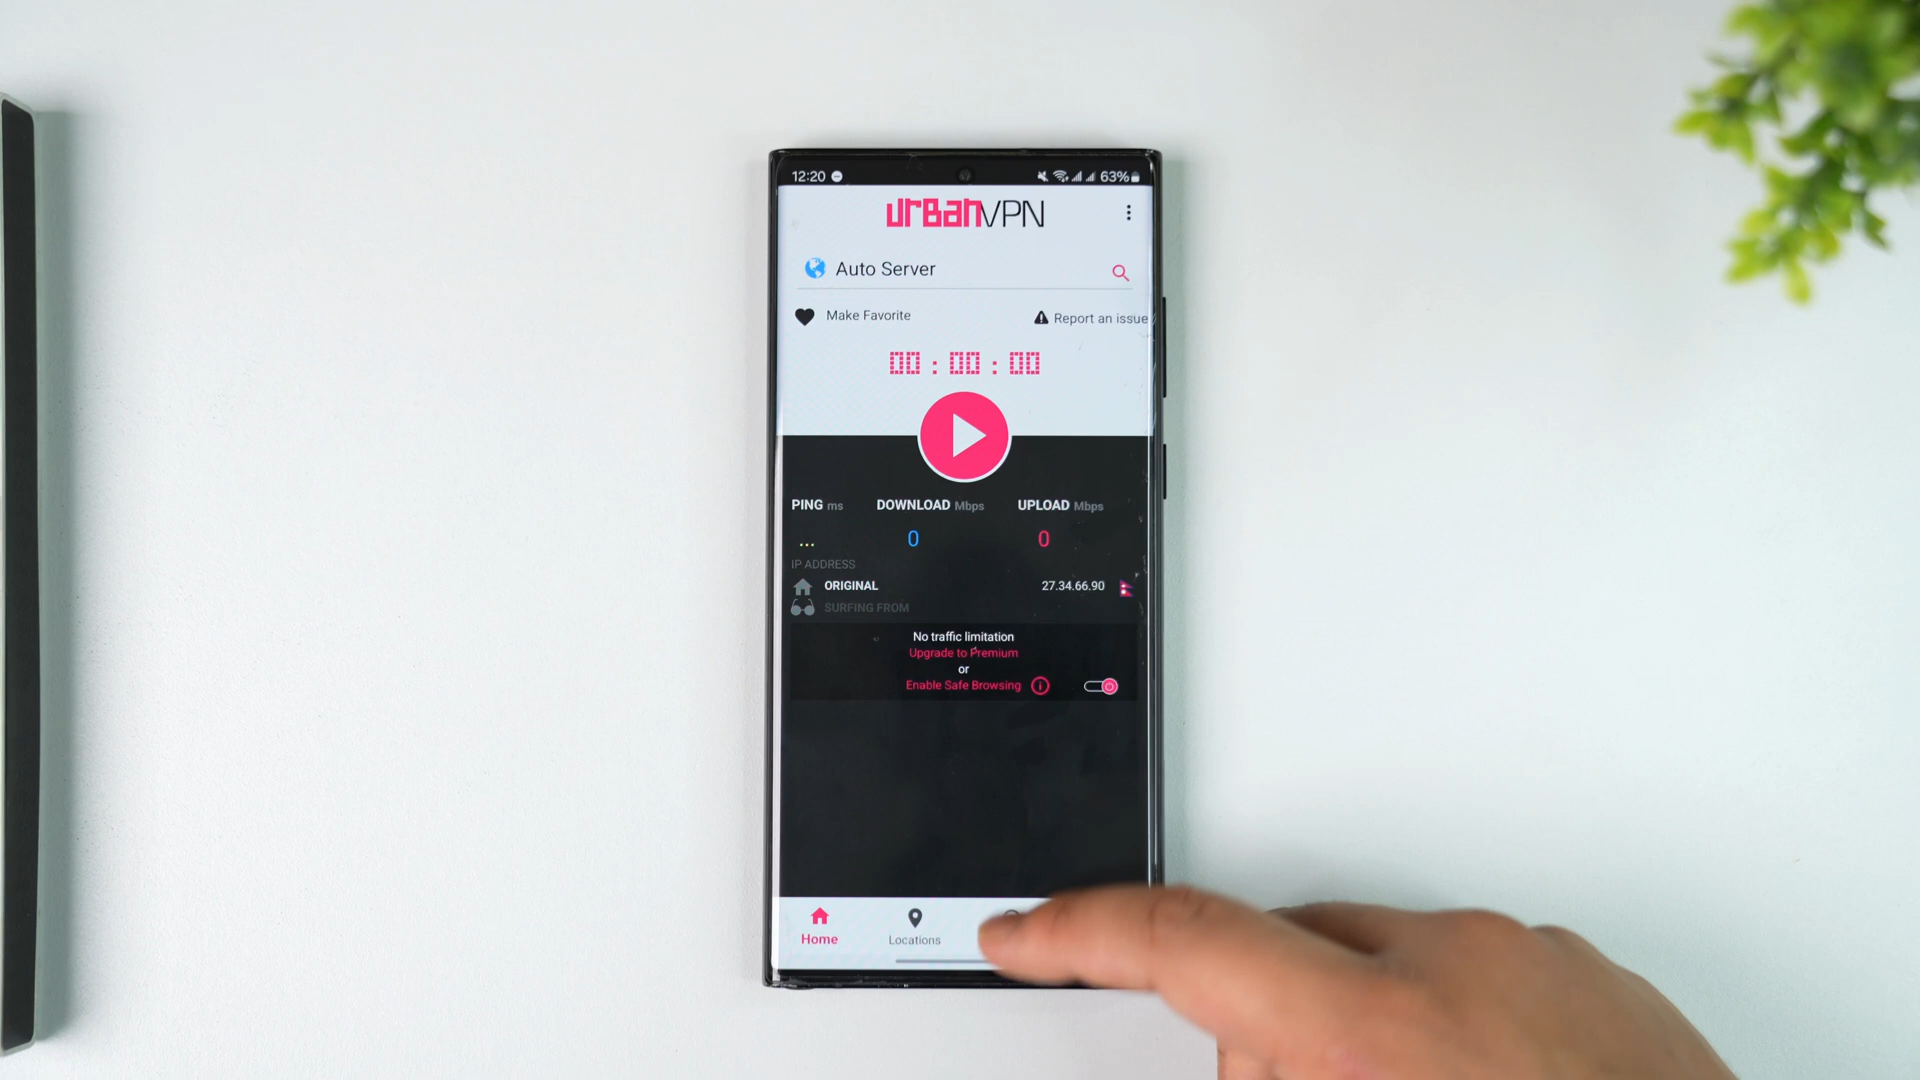 12:20 63%
urBanVPN
Auto Server
Make Favorite Report an issue
00 : 00 : 00
PING ms DOWNLOAD Mbps UPLOAD Mbps
... 0 0
IP ADDRESS
ORIGINAL 27.34.66.90
SURFING FROM
No traffic limitation
Upgrade to Premium
or
Enable Safe Browsing
Home Locations